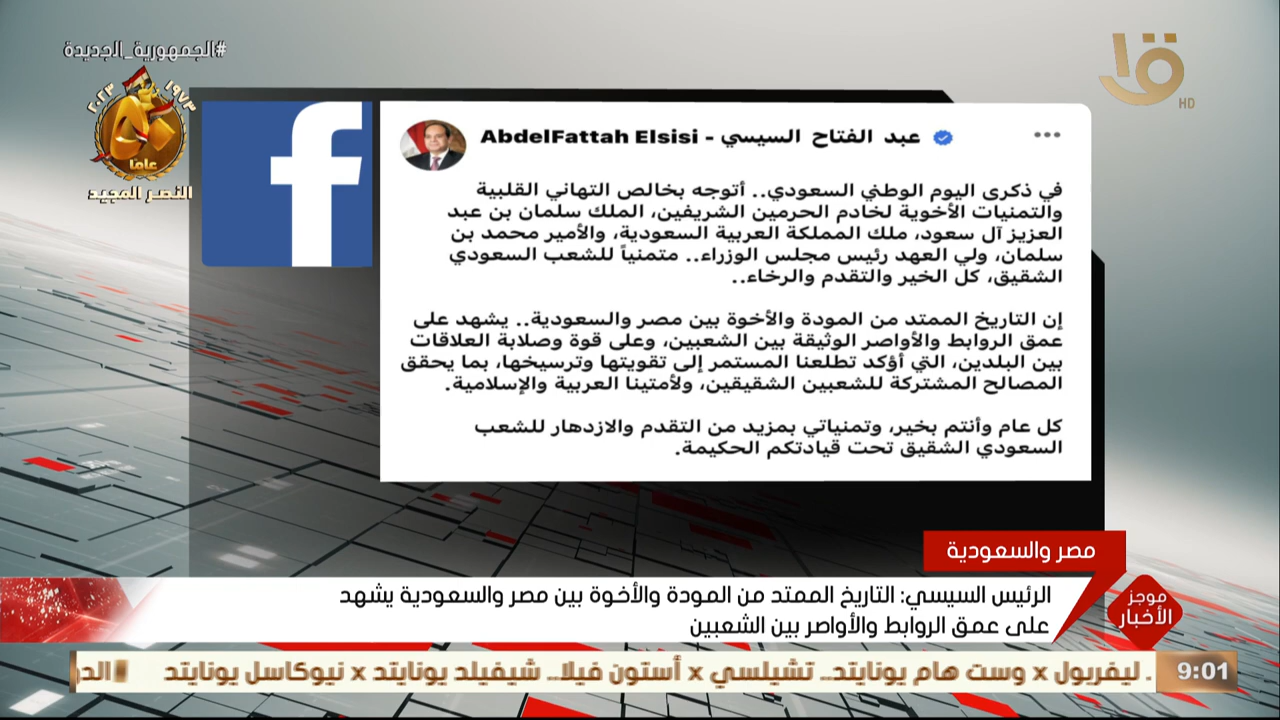 #الجمهورية_الجديدة
١٩٧٣
٢٠٢٣
٥٠
عامًا
النصر المجيد
HD
عبد الفتاح السيسي - AbdelFattah Elsisi
في ذكرى اليوم الوطني السعودي.. أتوجه بخالص التهاني القلبية
والتمنيات الأخوية لخادم الحرمين الشريفين، الملك سلمان بن عبد
العزيز آل سعود، ملك المملكة العربية السعودية، والأمير محمد بن
سلمان، ولي العهد رئيس مجلس الوزراء.. متمنياً للشعب السعودي
الشقيق، كل الخير والتقدم والرخاء..
إن التاريخ الممتد من المودة والأخوة بين مصر والسعودية.. يشهد على
عمق الروابط والأواصر الوثيقة بين الشعبين، وعلى قوة وصلابة العلاقات
بين البلدين، التي أؤكد تطلعنا المستمر إلى تقويتها وترسيخها، بما يحقق
المصالح المشتركة للشعبين الشقيقين، ولأمتينا العربية والإسلامية.
كل عام وأنتم بخير، وتمنياتي بمزيد من التقدم والازدهار للشعب
السعودي الشقيق تحت قيادتكم الحكيمة.
مصر والسعودية
موجز
الأخبار
الرئيس السيسي: التاريخ الممتد من المودة والأخوة بين مصر والسعودية يشهد
على عمق الروابط والأواصر بين الشعبين
9:01
. ليفربول x وست هام يونايتد.. تشيلسي x أستون فيلا.. شيفيلد يونايتد x نيوكاسل يونايتد